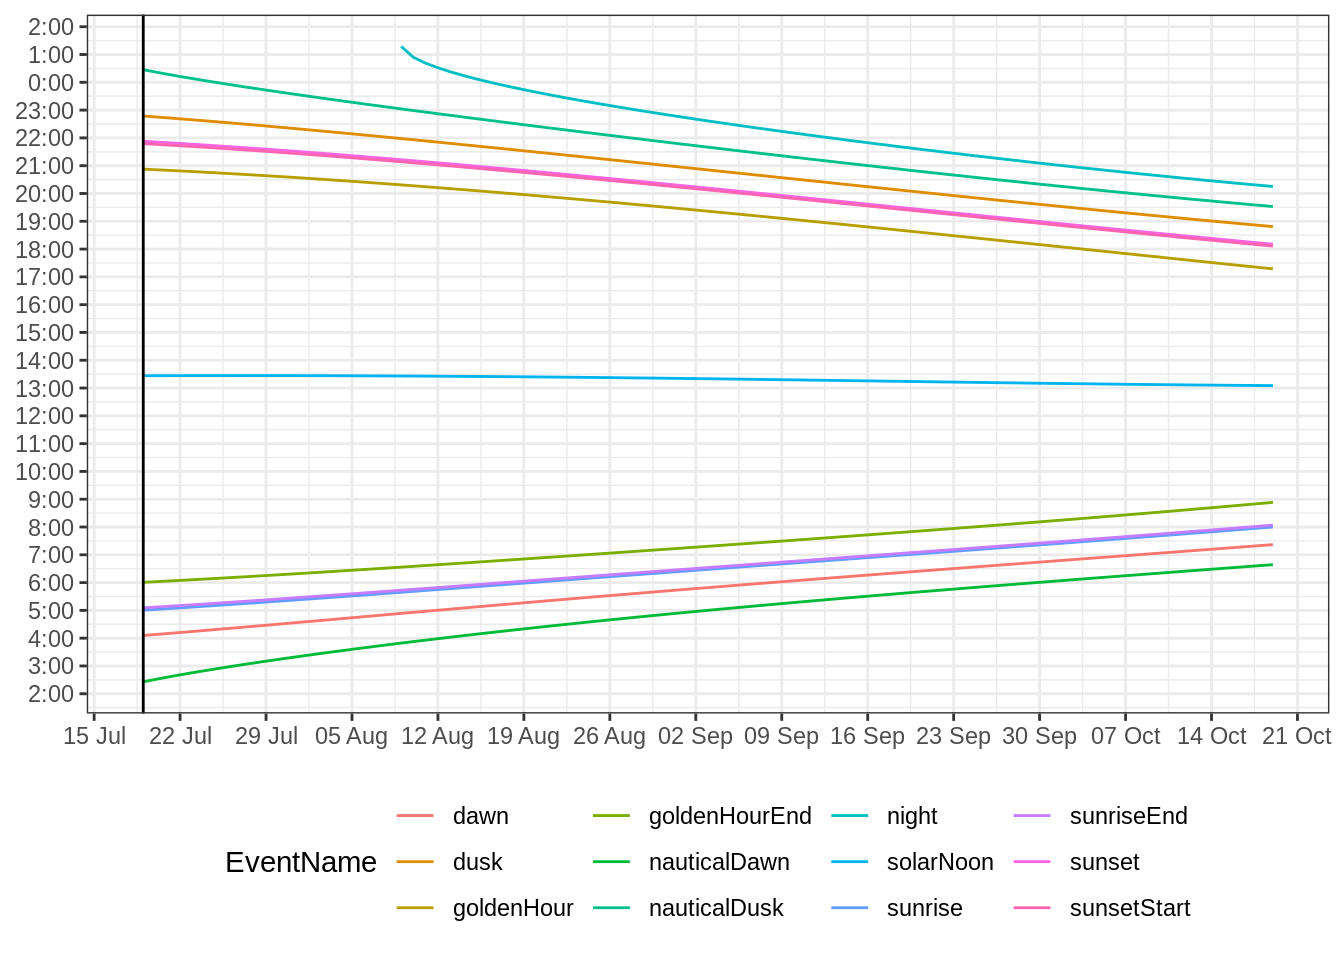 2:00
1:00
0:00
23:00
22:00
21:00
20:00
19:00
18:00
17:00
16:00
15:00
14:00
13:00
12:00
11:00
10:00
9:00
8:00
7:00
6:00
5:00
4:00
3:00
2:00
15 Jul 22 Jul 29 Jul 05 Aug 12 Aug 19 Aug 26 Aug 02 Sep 09 Sep 16 Sep 23 Sep 30 Sep 07 Oct 14 Oct 21 Oct
EventName
dawn
dusk
goldenHour
goldenHourEnd
nauticalDawn
nauticalDusk
night
solarNoon
sunrise
sunriseEnd
sunset
sunsetStart